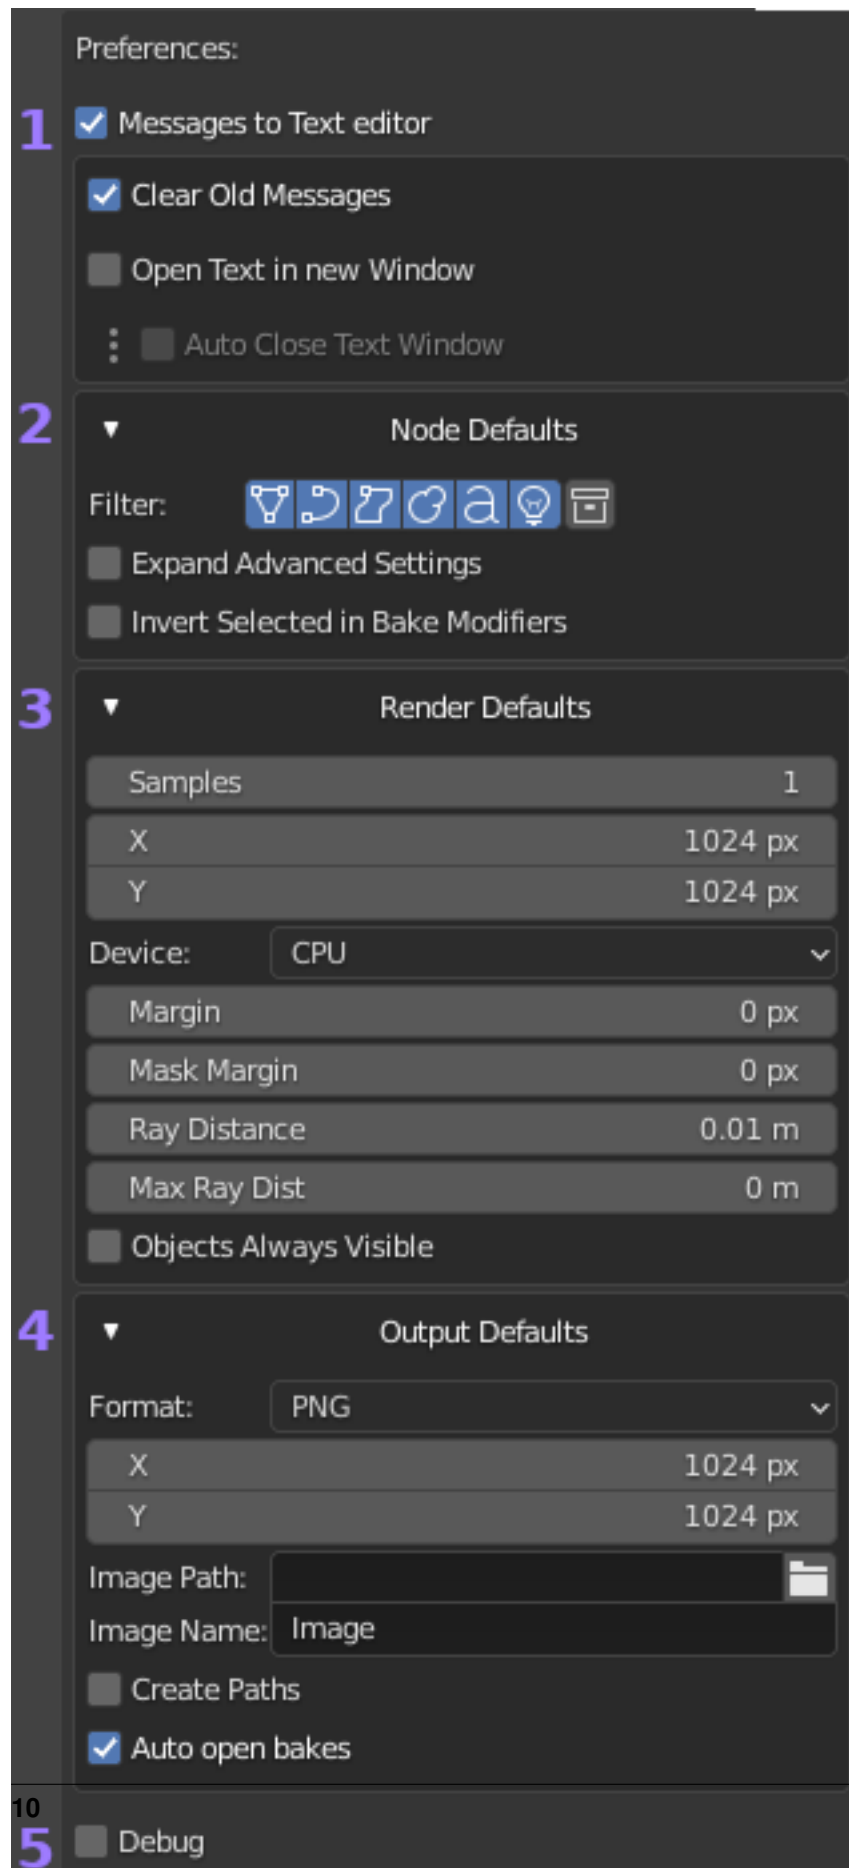 Preferences:
1 Messages to Text editor
Clear Old Messages
Open Text in new Window
Auto Close Text Window
2 Node Defaults
Filter:
Expand Advanced Settings
Invert Selected in Bake Modifiers
3 Render Defaults
Samples 1
X 1024 px
Y 1024 px
Device: CPU
Margin 0 px
Mask Margin 0 px
Ray Distance 0.01 m
Max Ray Dist 0 m
Objects Always Visible
4 Output Defaults
Format: PNG
X 1024 px
Y 1024 px
Image Path:
Image Name: Image
Create Paths
Auto open bakes
10
5 Debug